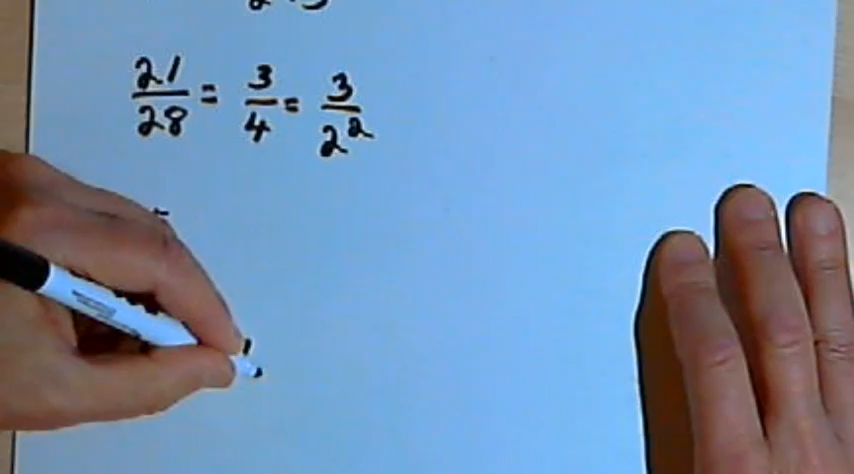 21/28 = 3/4 = 3/2²